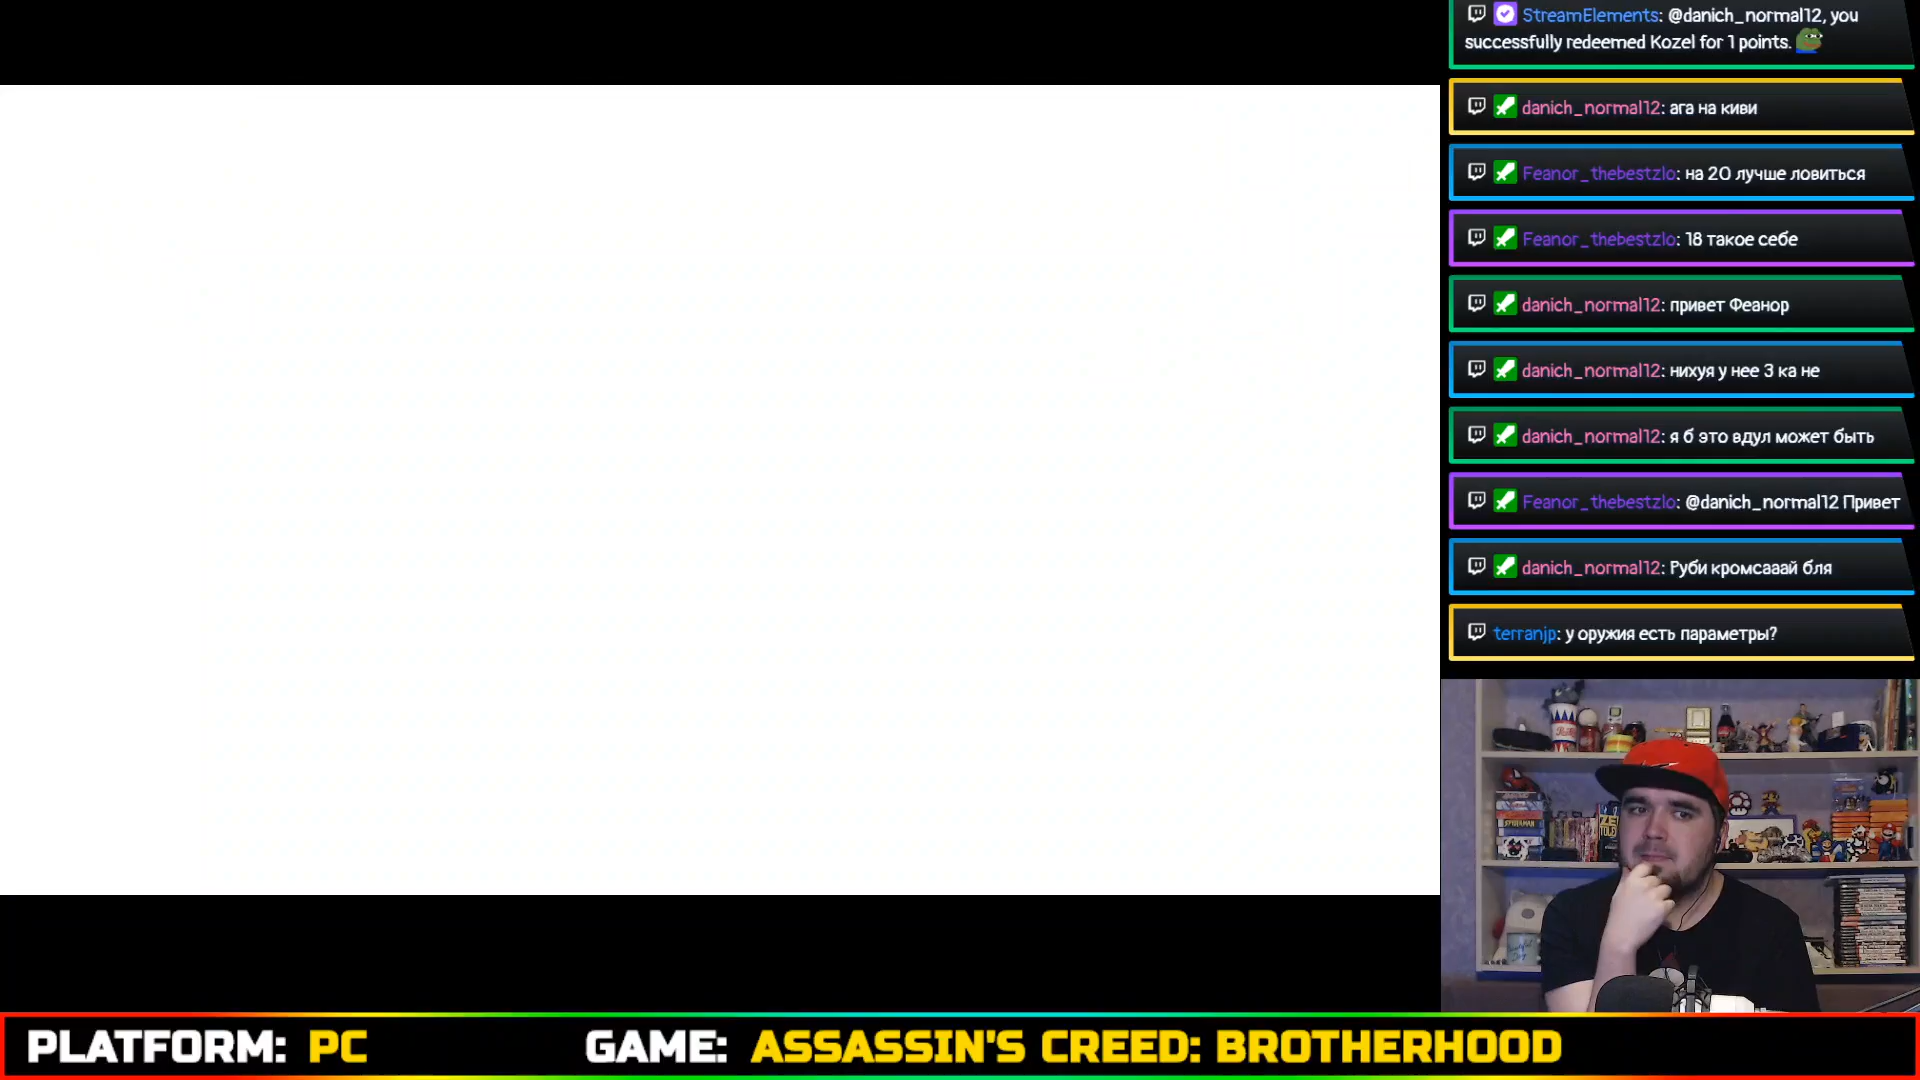 StreamElements: @danich_normal12, you
successfully redeemed Kozel for 1 points.
danich_normal12: ага на киви
Feanor_thebestzlo: на 20 лучше ловиться
Feanor_thebestzlo: 18 такое себе
danich_normal12: привет Феанор
danich_normal12: нихуя у нее 3 ка не
danich_normal12: я б это вдул может быть
Feanor_thebestzlo: @danich_normal12 Привет
danich_normal12: Руби кромсааай бля
terranjp: у оружия есть параметры?
PLATFORM: PC
GAME: ASSASSIN'S CREED: BROTHERHOOD